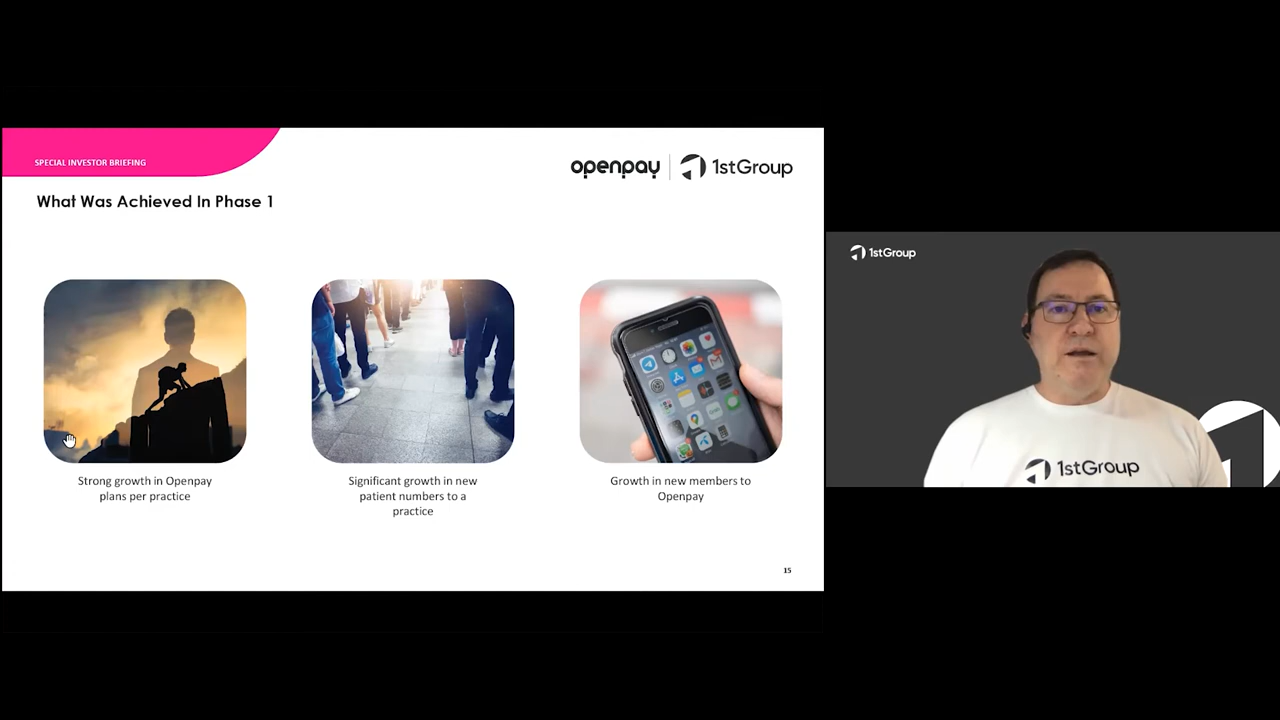 SPECIAL INVESTOR BRIEFING
openpay | 1stGroup
What Was Achieved In Phase 1
Strong growth in Openpay
plans per practice
Significant growth in new
patient numbers to a
practice
Growth in new members to
Openpay
15
1stGroup
1stGroup